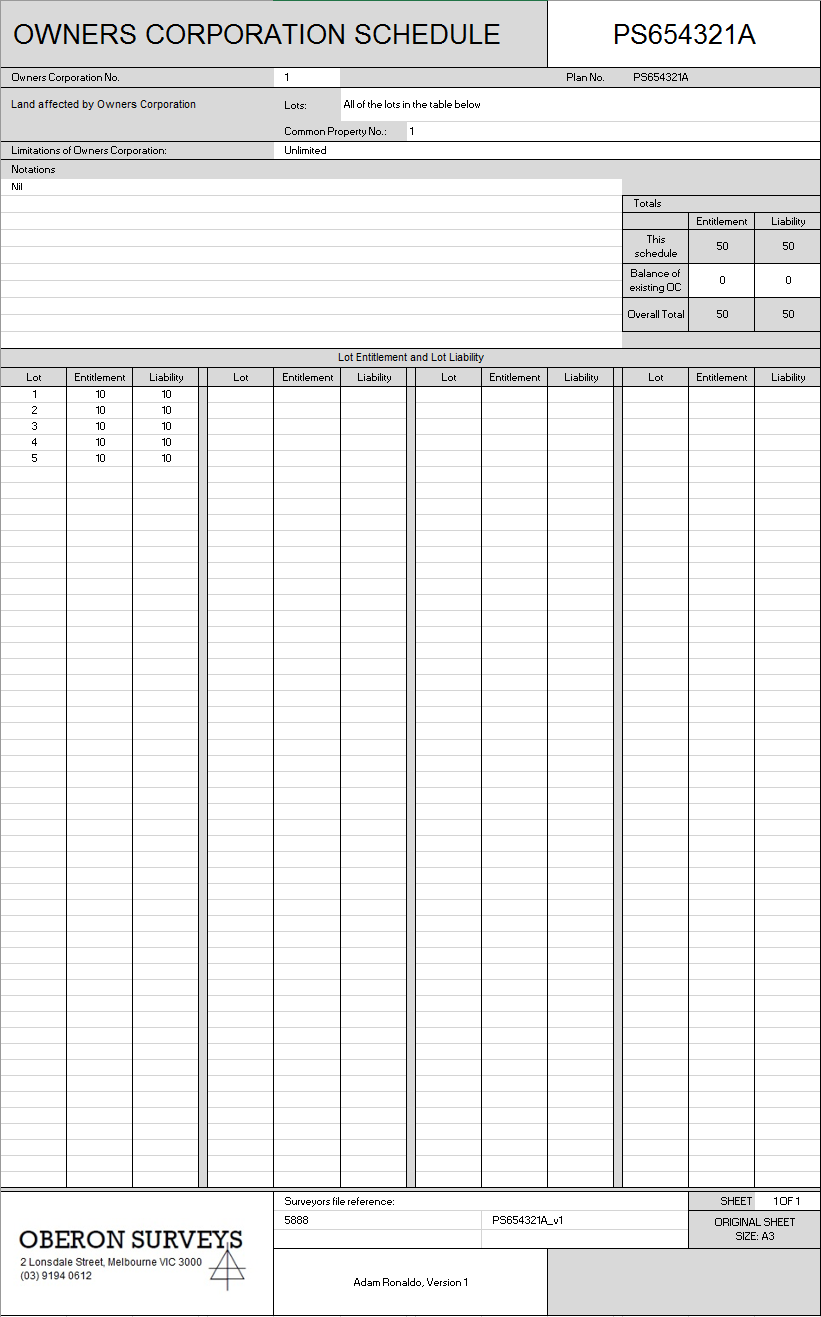 OWNERS CORPORATION SCHEDULE PS654321A
Owners Corporation No. 1 Plan No. PS654321A
Land affected by Owners Corporation Lots: All of the lots in the table below
Common Property No.: 1
Limitations of Owners Corporation: Unlimited
Notations
Nil
Totals
Entitlement Liability
This schedule 50 50
Balance of existing OC 0 0
Overall Total 50 50
Lot Entitlement and Lot Liability
Lot Entitlement Liability Lot Entitlement Liability Lot Entitlement Liability Lot Entitlement Liability
1 10 10
2 10 10
3 10 10
4 10 10
5 10 10
Surveyors file reference: SHEET 1 OF 1
5888 PS654321A_v1
ORIGINAL SHEET
SIZE: A3
OBERON SURVEYS
2 Lonsdale Street, Melbourne VIC 3000
(03) 9194 0612
Adam Ronaldo, Version 1